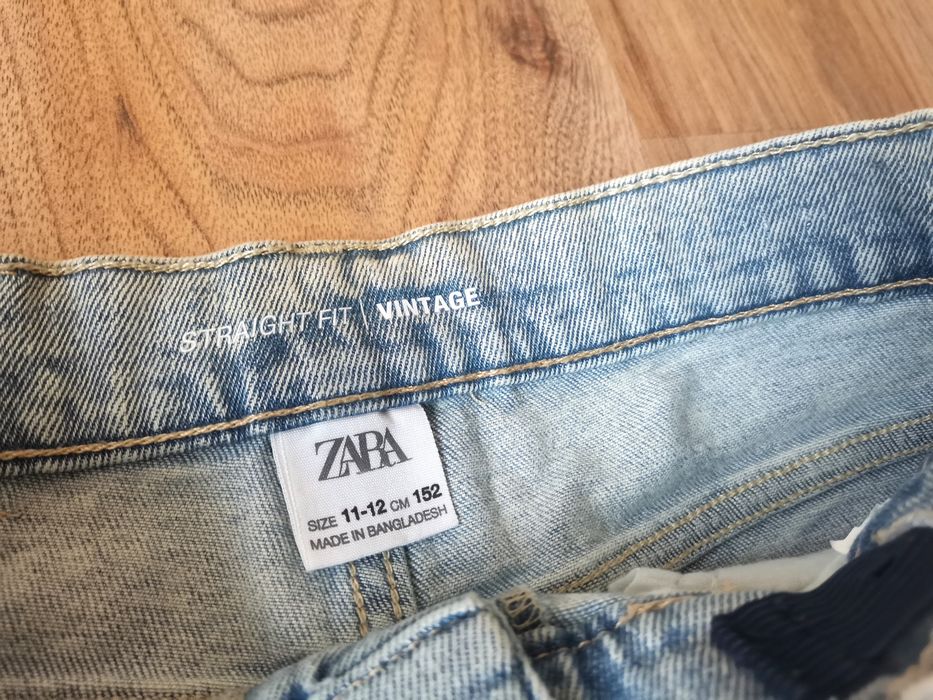 STRAIGHT FIT | VINTAGE
ZARA
SIZE 11-12 CM 152
MADE IN BANGLADESH